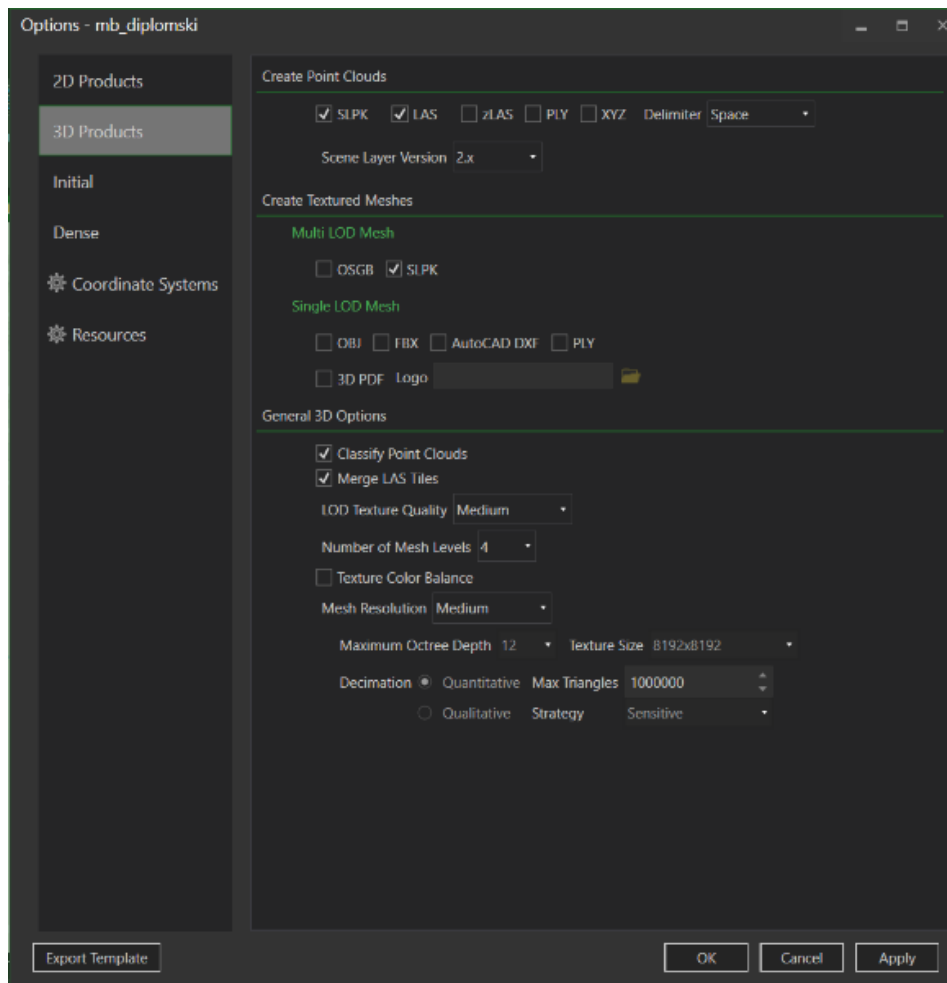 Options - mb_diplomski
2D Products
3D Products
Initial
Dense
Coordinate Systems
Resources
Create Point Clouds
SLPK LAS zLAS PLY XYZ Delimiter Space
Scene Layer Version 2.x
Create Textured Meshes
Multi LOD Mesh
OSGB SLPK
Single LOD Mesh
OBJ FBX AutoCAD DXF PLY
3D PDF Logo
General 3D Options
Classify Point Clouds
Merge LAS Tiles
LOD Texture Quality Medium
Number of Mesh Levels 4
Texture Color Balance
Mesh Resolution Medium
Maximum Octree Depth 12 Texture Size 8192x8192
Decimation Quantitative Max Triangles 1000000
Qualitative Strategy Sensitive
Export Template OK Cancel Apply